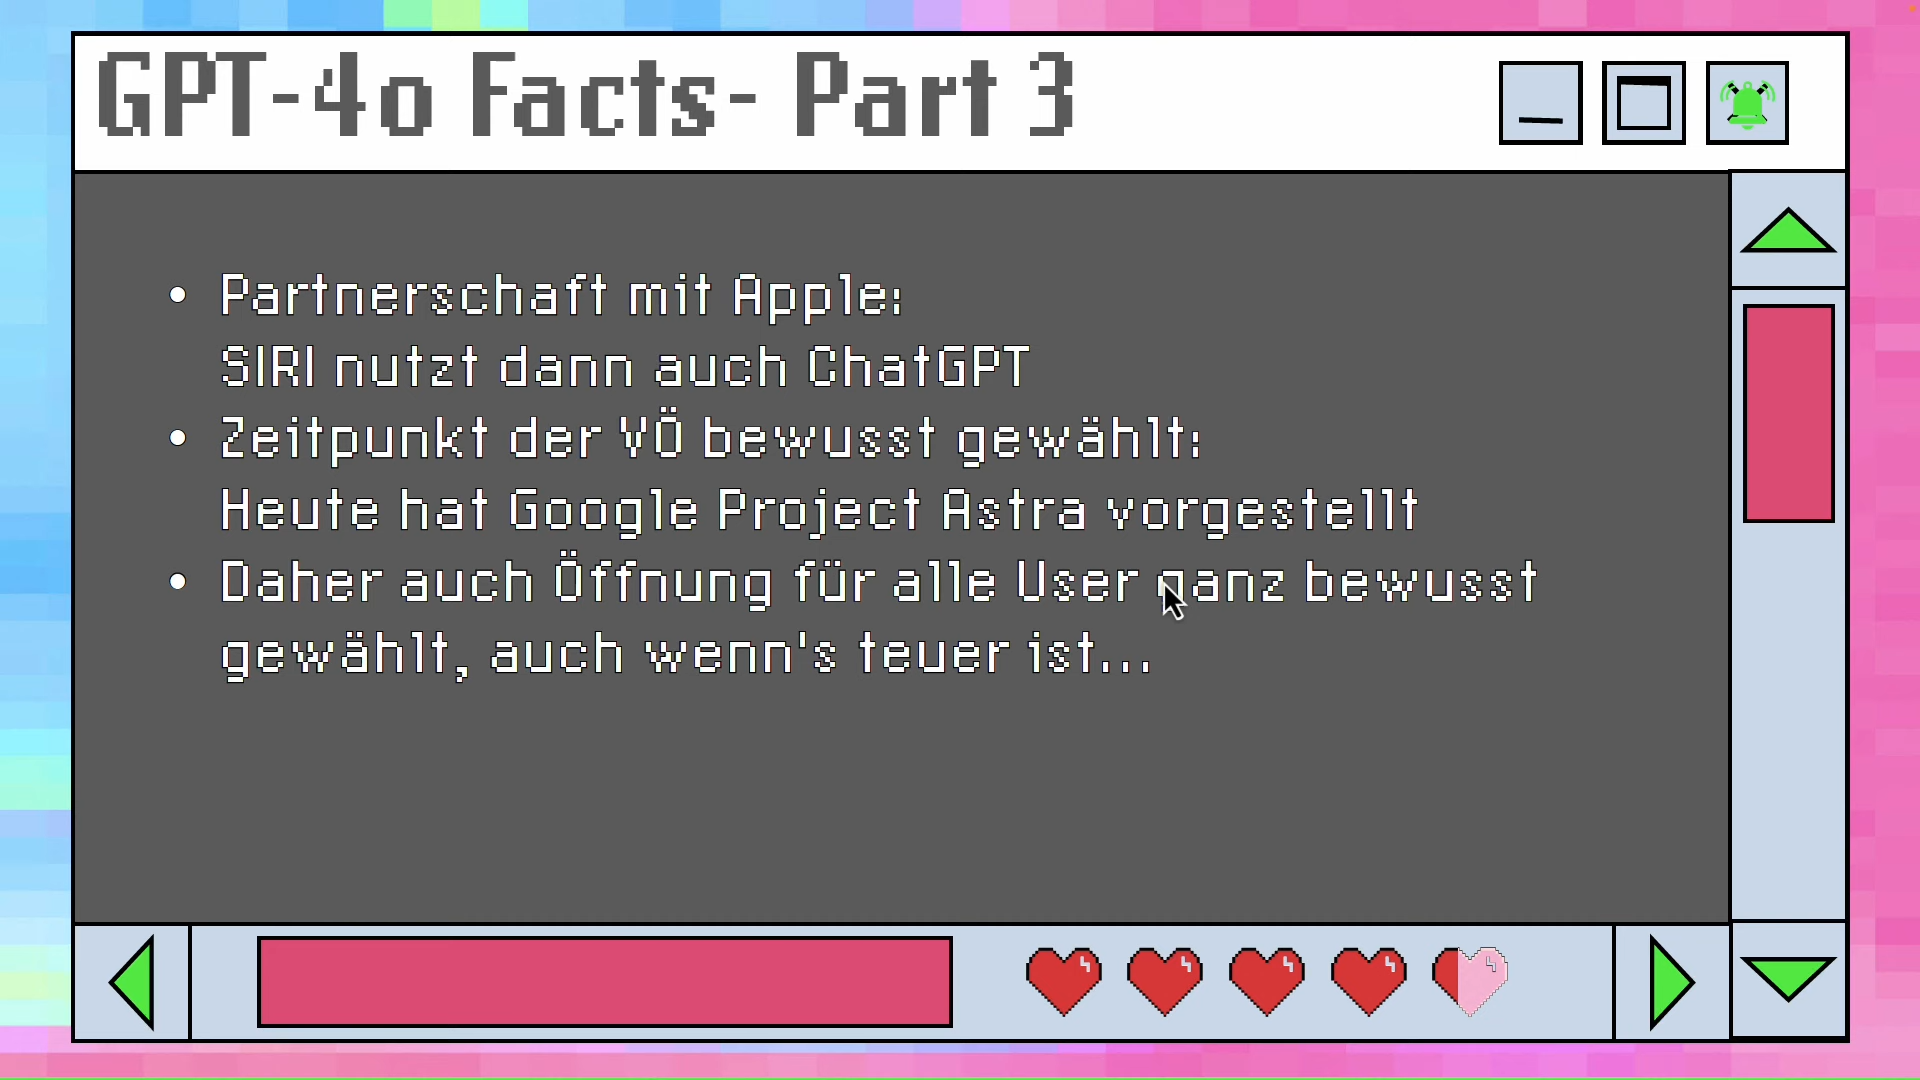 GPT-4o Facts- Part 3
• Partnerschaft mit Apple:
SIRI nutzt dann auch ChatGPT
• Zeitpunkt der VÖ bewusst gewählt:
Heute hat Google Project Astra vorgestellt
• Daher auch Öffnung für alle User ganz bewusst
gewählt, auch wenn's teuer ist...